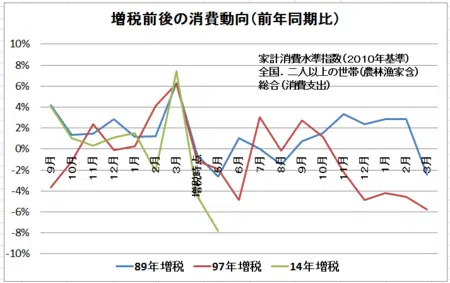 増税前後の消費動向(前年同期比)
10%
8%
6%
4%
2%
0%
-2%
-4%
-6%
-8%
-10%
家計消費水準指数(2010年基準)
全国．二人以上の世帯(農林漁家含)
総合(消費支出)
9月
10月
11月
12月
1月
2月
3月
増税時点
5月
6月
7月
8月
9月
10月
11月
12月
1月
2月
3月
89年増税
97年増税
14年増税